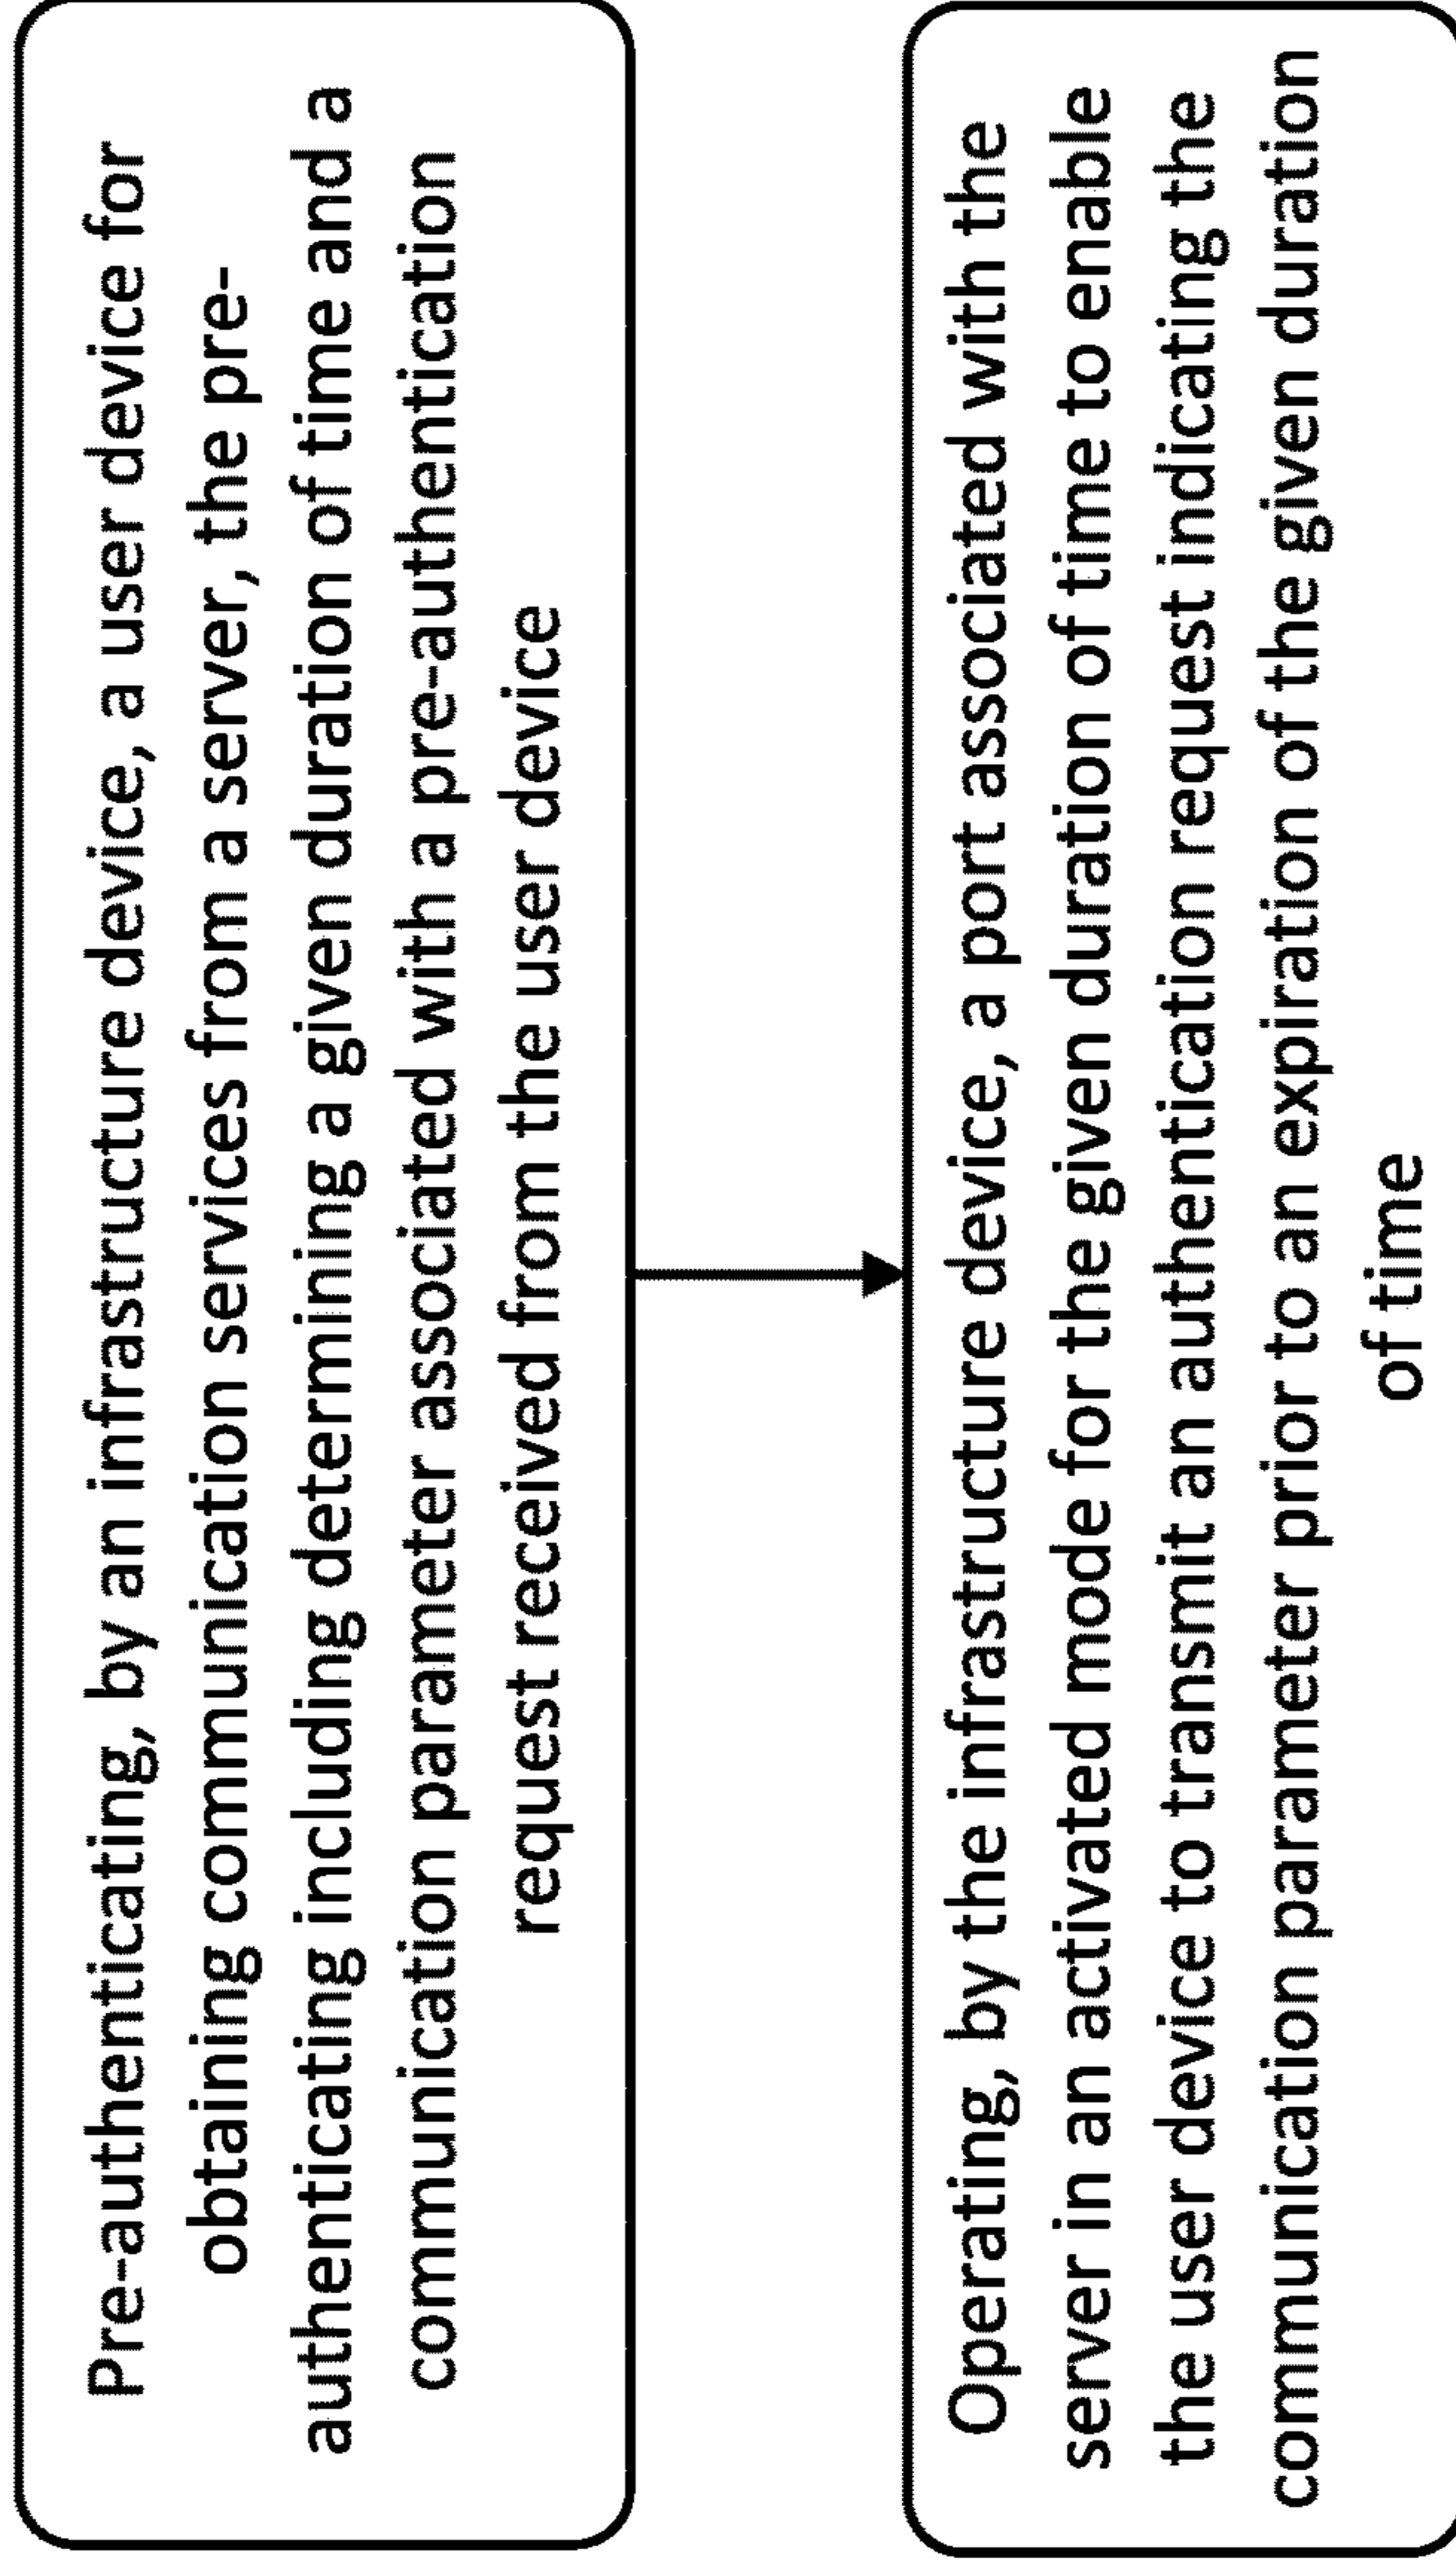 Pre-authenticating, by an infrastructure device, a user device for
obtaining communication services from a server, the pre-
authenticating including determining a given duration of time and a
communication parameter associated with a pre-authentication
request received from the user device
Operating, by the infrastructure device, a port associated with the
server in an activated mode for the given duration of time to enable
the user device to transmit an authentication request indicating the
communication parameter prior to an expiration of the given duration
of time